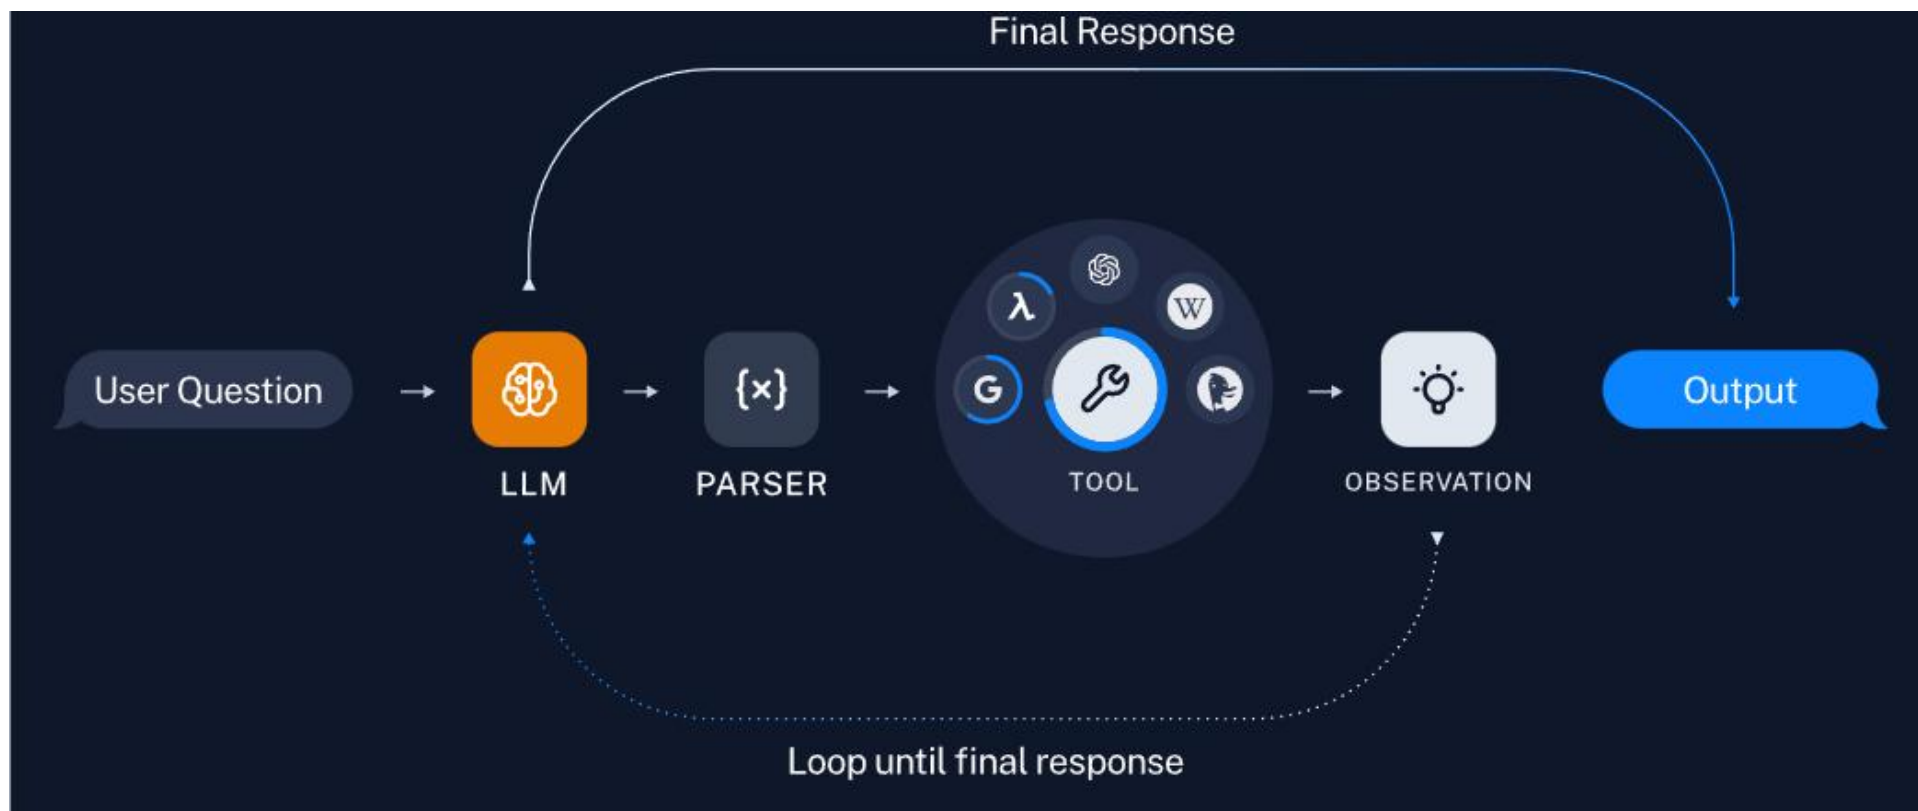 Final Response
User Question
LLM
{x}
PARSER
λ
W
G
TOOL
OBSERVATION
Output
Loop until final response